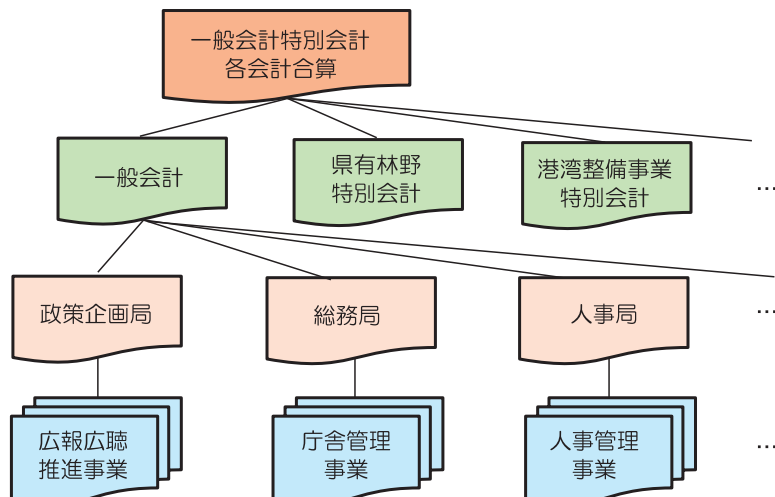 一般会計特別会計
各会計合算
一般会計
県有林野
特別会計
港湾整備事業
特別会計
…
政策企画局
総務局
人事局
…
広報広聴
推進事業
庁舎管理
事業
人事管理
事業
…